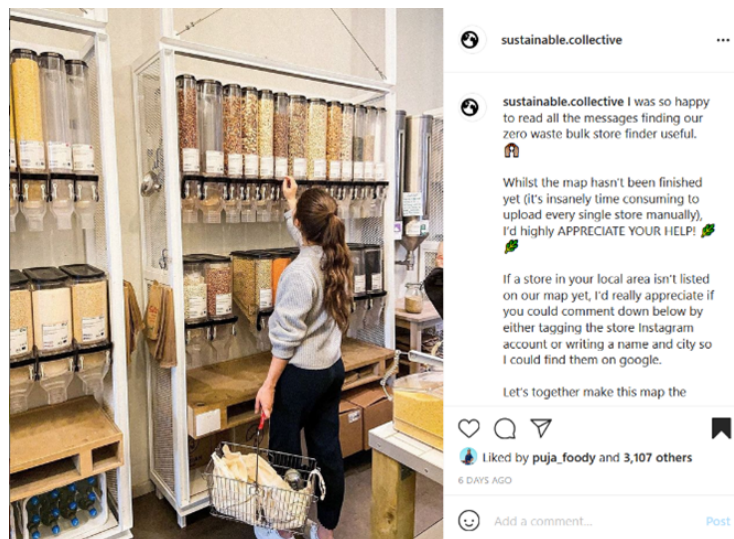 sustainable.collective
sustainable.collective I was so happy
to read all the messages finding our
zero waste bulk store finder useful.
🙌
Whilst the map hasn't been finished
yet (it's insanely time consuming to
upload every single store manually),
I'd highly APPRECIATE YOUR HELP! 🌿
🌿
If a store in your local area isn't listed
on our map yet, I'd really appreciate if
you could comment down below by
either tagging the store Instagram
account or writing a name and city so
I could find them on google.
Let's together make this map the
Liked by puja_foody and 3,107 others
6 DAYS AGO
Add a comment...
Post